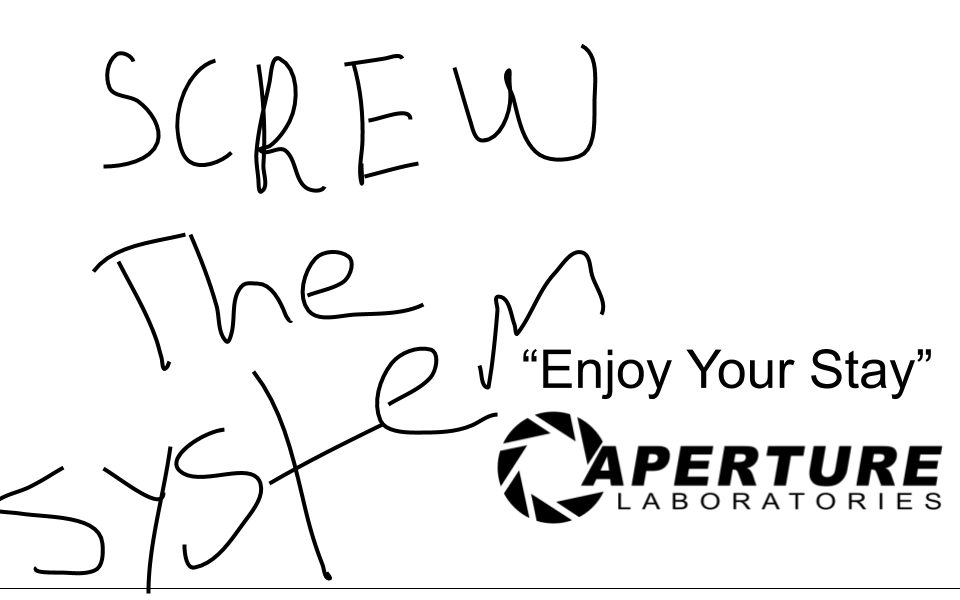 SCREW
The
system
“Enjoy Your Stay”
APERTURE
LABORATORIES